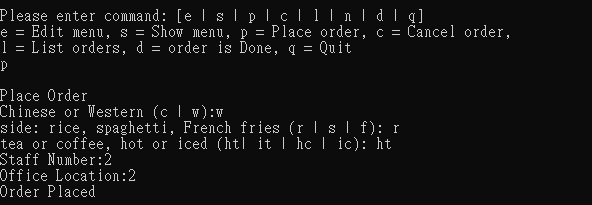 Please enter command: [e | s | p | c | l | n | d | q]
e = Edit menu, s = Show menu, p = Place order, c = Cancel order,
l = List orders, d = order is Done, q = Quit
p
Place Order
Chinese or Western (c | w):w
side: rice, spaghetti, French fries (r | s | f): r
tea or coffee, hot or iced (ht| it | hc | ic): ht
Staff Number:2
Office Location:2
Order Placed